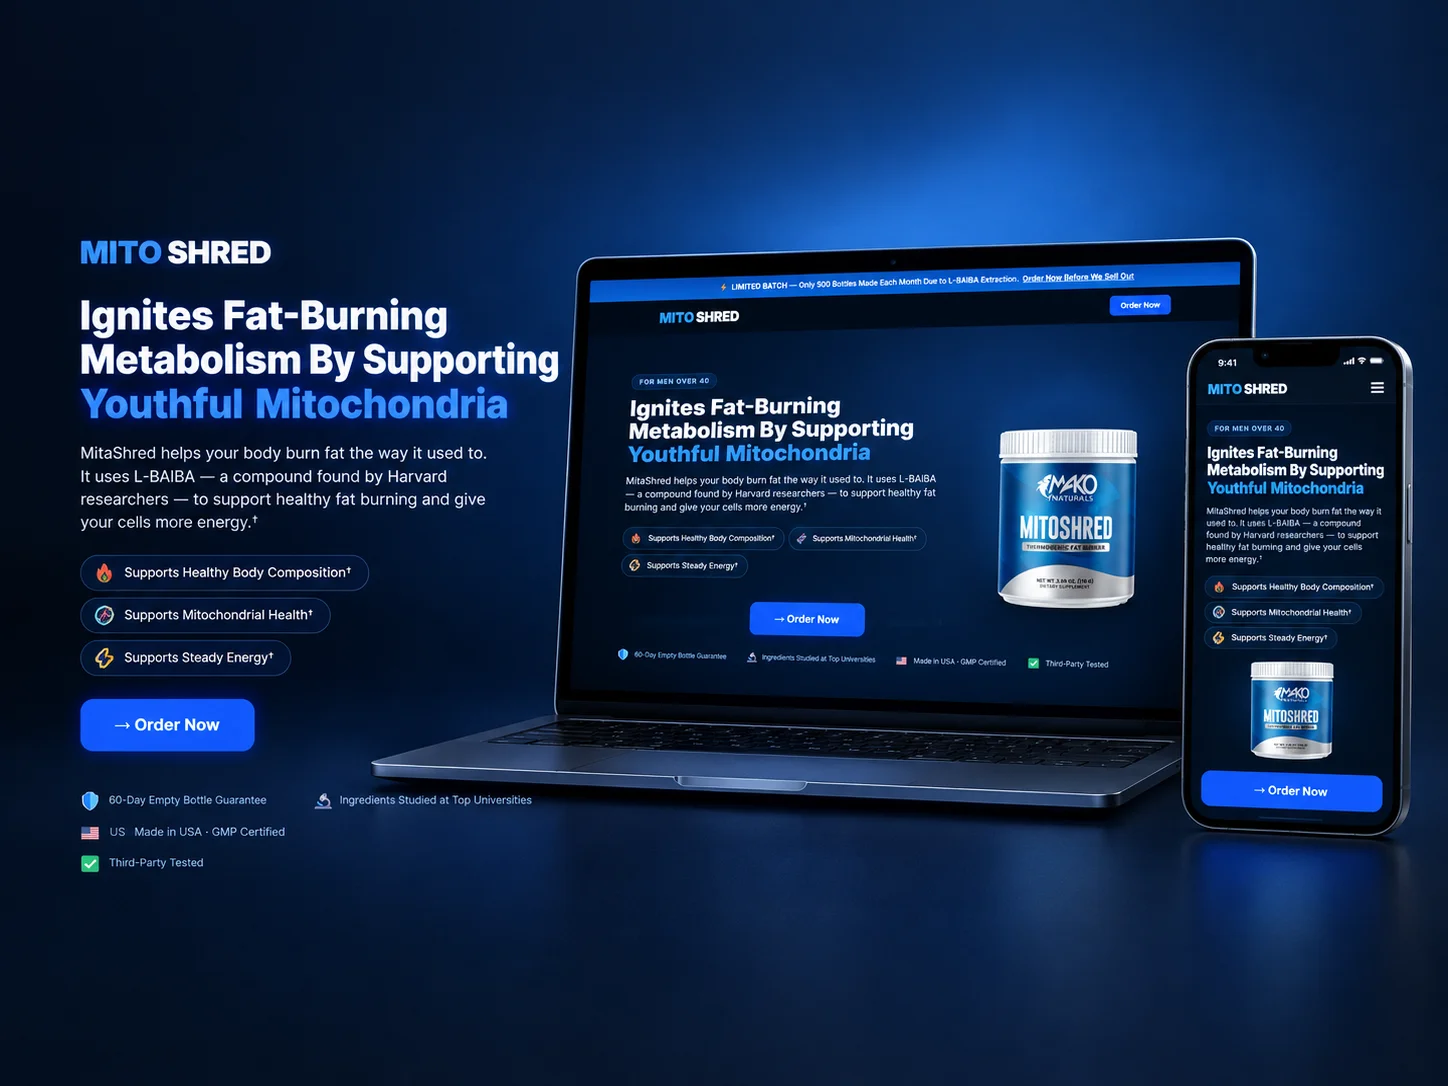 MITO SHRED
Ignites Fat-Burning
Metabolism By Supporting
Youthful Mitochondria
MitaShred helps your body burn fat the way it used to.
It uses L-BAIBA — a compound found by Harvard
researchers — to support healthy fat burning and give
your cells more energy.†
Supports Healthy Body Composition†
Supports Mitochondrial Health†
Supports Steady Energy†
→ Order Now
60-Day Empty Bottle Guarantee
Ingredients Studied at Top Universities
US Made in USA · GMP Certified
Third-Party Tested
LIMITED BATCH — Only 500 Bottles Made Each Month Due to L-BAIBA Extraction. Order Now Before We Sell Out
MITO SHRED
Order Now
FOR MEN OVER 40
Ignites Fat-Burning
Metabolism By Supporting
Youthful Mitochondria
MitaShred helps your body burn fat the way it used to. It uses L-BAIBA
— a compound found by Harvard researchers — to support healthy fat
burning and give your cells more energy.†
Supports Healthy Body Composition†
Supports Mitochondrial Health†
Supports Steady Energy†
→ Order Now
60-Day Empty Bottle Guarantee
Ingredients Studied at Top Universities
Made in USA · GMP Certified
Third-Party Tested
MAKO
NATURALS
MITOSHRED
THERMOGENIC FAT BURNER
DIETARY SUPPLEMENT
9:41
MITO SHRED
FOR MEN OVER 40
Ignites Fat-Burning
Metabolism By Supporting
Youthful Mitochondria
MitaShred helps your body burn fat the way it
used to. It uses L-BAIBA — a compound
found by Harvard researchers — to support
healthy fat burning and give your cells
more energy.†
Supports Healthy Body Composition†
Supports Mitochondrial Health†
Supports Steady Energy†
MAKO
NATURALS
MITOSHRED
→ Order Now